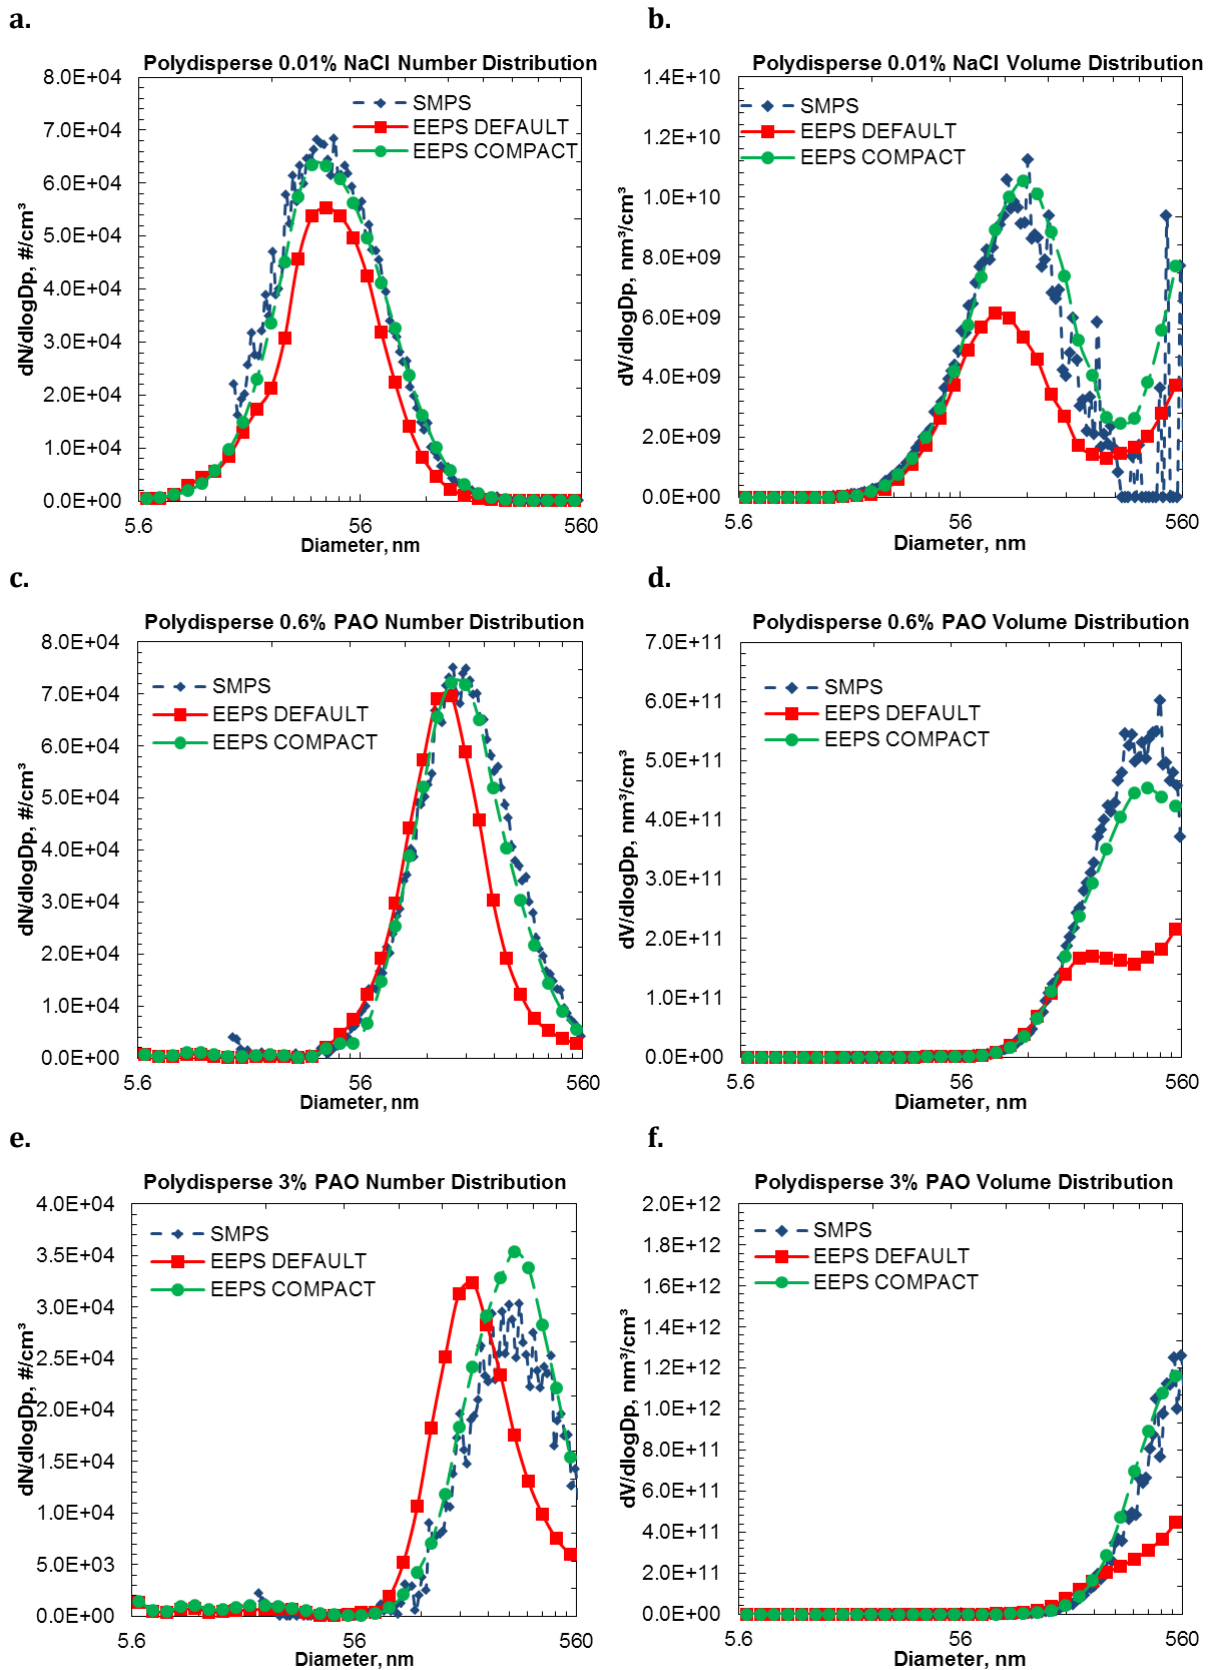 a.
Polydisperse 0.01% NaCl Number Distribution
8.0E+04
7.0E+04
6.0E+04
5.0E+04
4.0E+04
3.0E+04
2.0E+04
1.0E+04
0.0E+00
dN/dlogDp, #/cm³
SMPS
EEPS DEFAULT
EEPS COMPACT
5.6
56
560
Diameter, nm
b.
Polydisperse 0.01% NaCl Volume Distribution
1.4E+10
1.2E+10
1.0E+10
8.0E+09
6.0E+09
4.0E+09
2.0E+09
0.0E+00
dV/dlogDp, nm³/cm³
SMPS
EEPS DEFAULT
EEPS COMPACT
5.6
56
560
Diameter, nm
c.
Polydisperse 0.6% PAO Number Distribution
8.0E+04
7.0E+04
6.0E+04
5.0E+04
4.0E+04
3.0E+04
2.0E+04
1.0E+04
0.0E+00
dN/dlogDp, #/cm³
SMPS
EEPS DEFAULT
EEPS COMPACT
5.6
56
560
Diameter, nm
d.
Polydisperse 0.6% PAO Volume Distribution
7.0E+11
6.0E+11
5.0E+11
4.0E+11
3.0E+11
2.0E+11
1.0E+11
0.0E+00
dV/dlogDp, nm³/cm³
SMPS
EEPS DEFAULT
EEPS COMPACT
5.6
56
560
Diameter, nm
e.
Polydisperse 3% PAO Number Distribution
4.0E+04
3.5E+04
3.0E+04
2.5E+04
2.0E+04
1.5E+04
1.0E+04
5.0E+03
0.0E+00
dN/dlogDp, #/cm³
SMPS
EEPS DEFAULT
EEPS COMPACT
5.6
56
560
Diameter, nm
f.
Polydisperse 3% PAO Volume Distribution
2.0E+12
1.8E+12
1.6E+12
1.4E+12
1.2E+12
1.0E+12
8.0E+11
6.0E+11
4.0E+11
2.0E+11
0.0E+00
dV/dlogDp, nm³/cm³
SMPS
EEPS DEFAULT
EEPS COMPACT
5.6
56
560
Diameter, nm